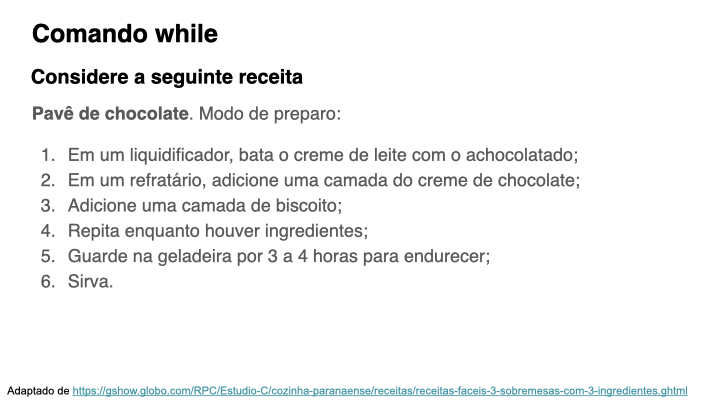 Comando while
Considere a seguinte receita
Pavê de chocolate. Modo de preparo:
1. Em um liquidificador, bata o creme de leite com o achocolatado;
2. Em um refratário, adicione uma camada do creme de chocolate;
3. Adicione uma camada de biscoito;
4. Repita enquanto houver ingredientes;
5. Guarde na geladeira por 3 a 4 horas para endurecer;
6. Sirva.
Adaptado de https://gshow.globo.com/RPC/Estudio-C/cozinha-paranaense/receitas/receitas-faceis-3-sobremesas-com-3-ingredientes.ghtml